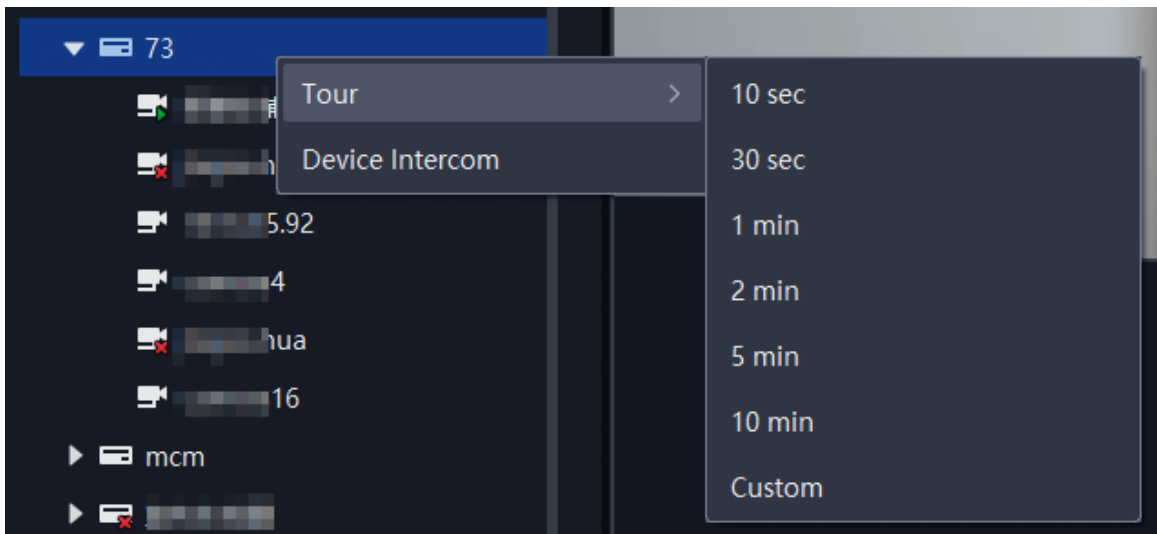 73
Tour
Device Intercom
5.92
4
hua
16
mcm
10 sec
30 sec
1 min
2 min
5 min
10 min
Custom